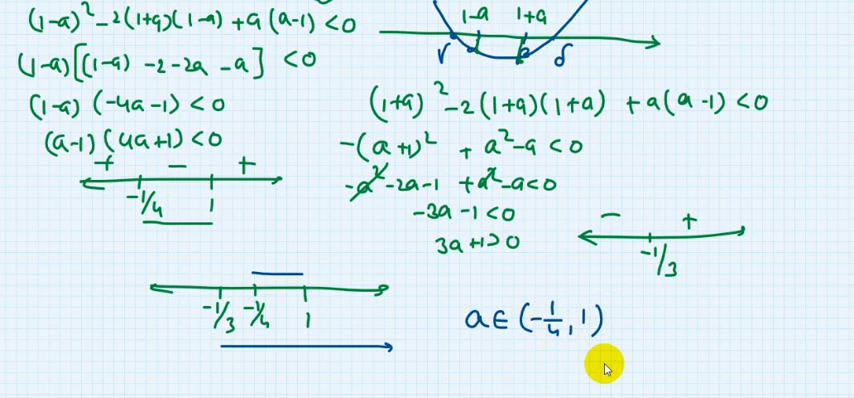 (1-a)² - 2(1+a)(1-a) + a(a-1) < 0
(1-a)[(1-a) - 2 - 2a - a] < 0
(1-a)(-4a-1) < 0
(a-1)(4a+1) < 0
+ - +
-1/4 1
1-a 1+a
γ α β δ
(1+a)² - 2(1+a)(1+a) + a(a-1) < 0
-(a+1)² + a² - a < 0
-a² - 2a - 1 + a² - a < 0
-3a - 1 < 0
3a + 1 > 0
- +
-1/3
-1/3 -1/4 1
a ∈ (-1/4, 1)